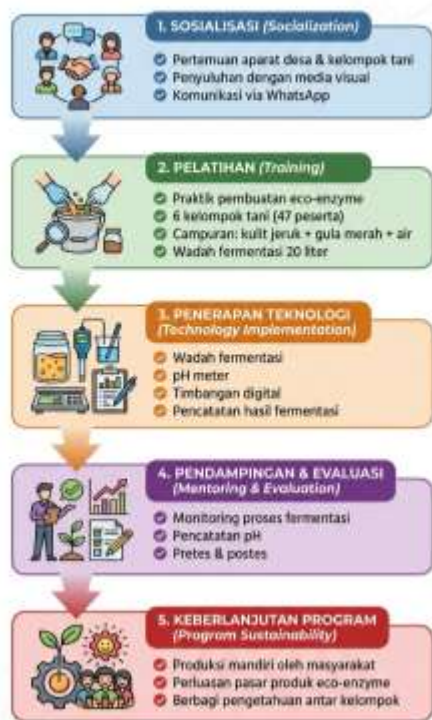 1. SOSIALISASI (Socialization)
Pertemuan aparat desa & kelompok tani
Penyuluhan dengan media visual
Komunikasi via WhatsApp
2. PELATIHAN (Training)
Praktik pembuatan eco-enzyme
6 kelompok tani (47 peserta)
Campuran: kulit jeruk + gula merah + air
Wadah fermentasi 20 liter
3. PENERAPAN TEKNOLOGI
(Technology Implementation)
Wadah fermentasi
pH meter
Timbangan digital
Pencatatan hasil fermentasi
4. PENDAMPINGAN & EVALUASI
(Mentoring & Evaluation)
Monitoring proses fermentasi
Pencatatan pH
Pretes & postes
5. KEBERLANJUTAN PROGRAM
(Program Sustainability)
Produksi mandiri oleh masyarakat
Perluasan pasar produk eco-enzyme
Berbagi pengetahuan antar kelompok